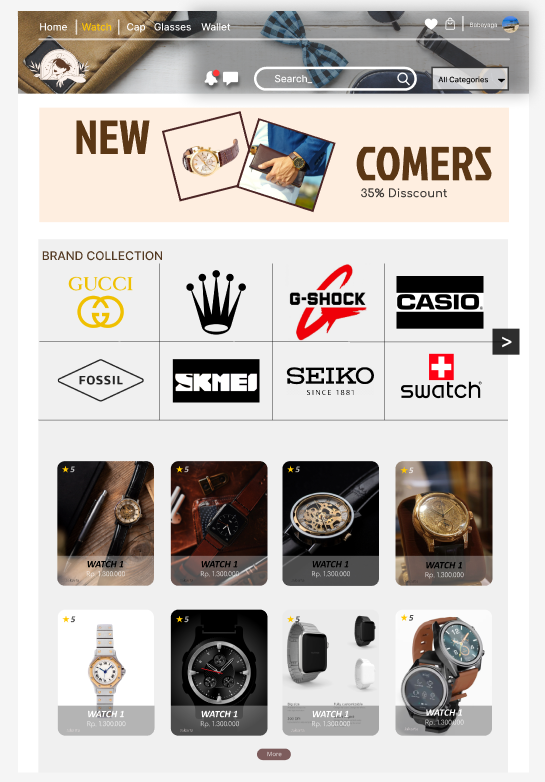 Home Watch Cap Glasses Wallet
Babayaga
Search_
All Categories
NEW
COMERS
35% Disscount
BRAND COLLECTION
GUCCI
G-SHOCK
CASIO
>
FOSSIL
SKMEI
SEIKO
SINCE 1881
swatch
5
5
5
5
WATCH 1
Rp. 1.300.000
WATCH 1
Rp. 1.300.000
WATCH 1
Rp. 1.300.000
WATCH 1
Rp. 1.300.000
5
5
5
5
WATCH 1
Rp. 1.300.000
WATCH 1
Rp. 1.300.000
WATCH 1
Rp. 1.300.000
WATCH 1
Rp. 1.300.000
More